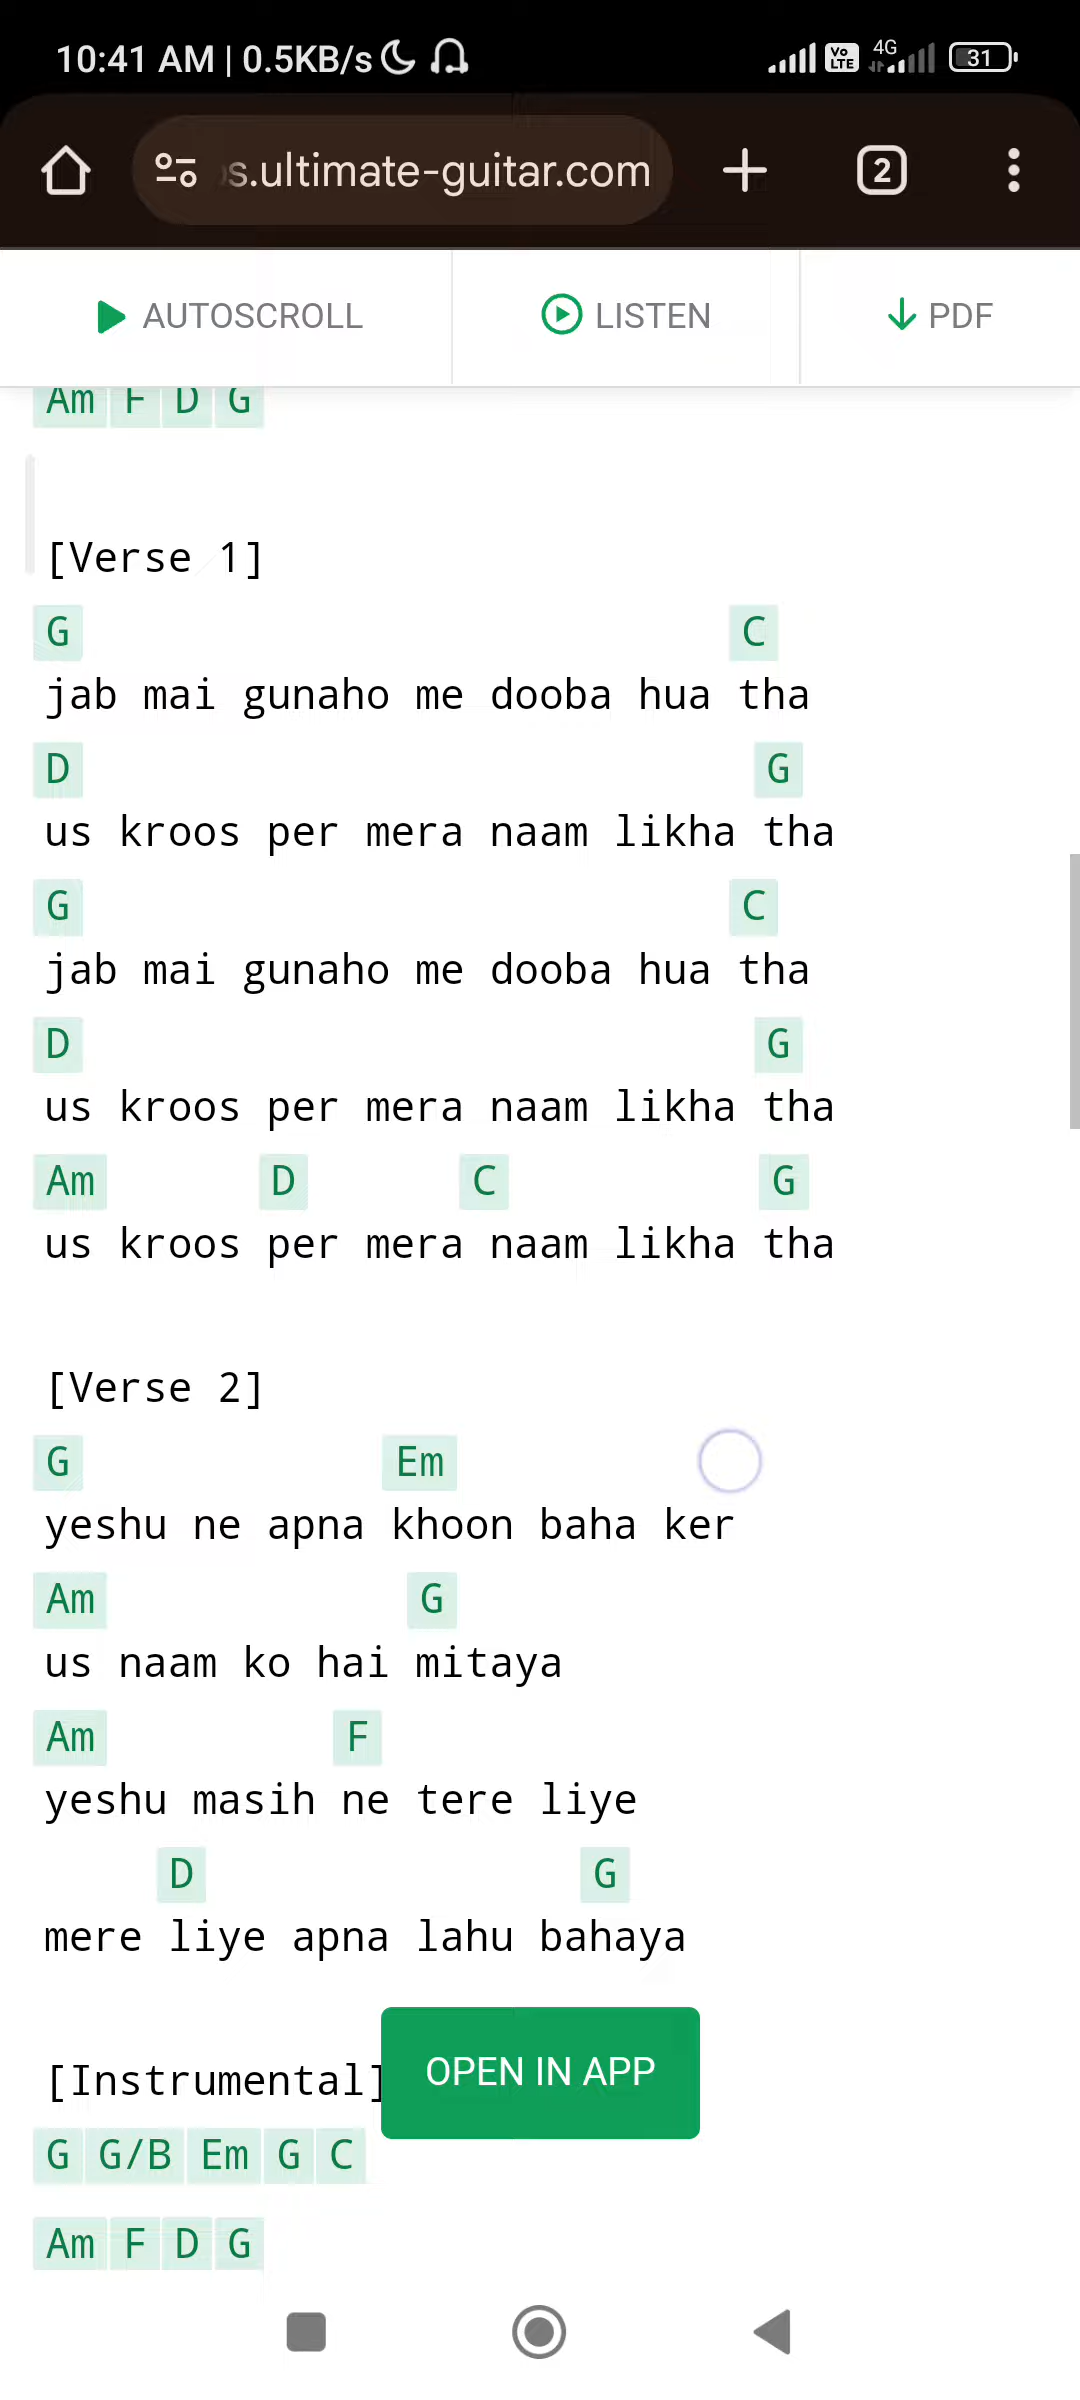 10:41 AM | 0.5KB/s Vo LTE 4G 31
s.ultimate-guitar.com 2
AUTOSCROLL LISTEN PDF
Am F D G
[Verse 1]
G C
jab mai gunaho me dooba hua tha
D G
us kroos per mera naam likha tha
G C
jab mai gunaho me dooba hua tha
D G
us kroos per mera naam likha tha
Am D C G
us kroos per mera naam likha tha
[Verse 2]
G Em
yeshu ne apna khoon baha ker
Am G
us naam ko hai mitaya
Am F
yeshu masih ne tere liye
D G
mere liye apna lahu bahaya
[Instrumental]
OPEN IN APP
G G/B Em G C
Am F D G